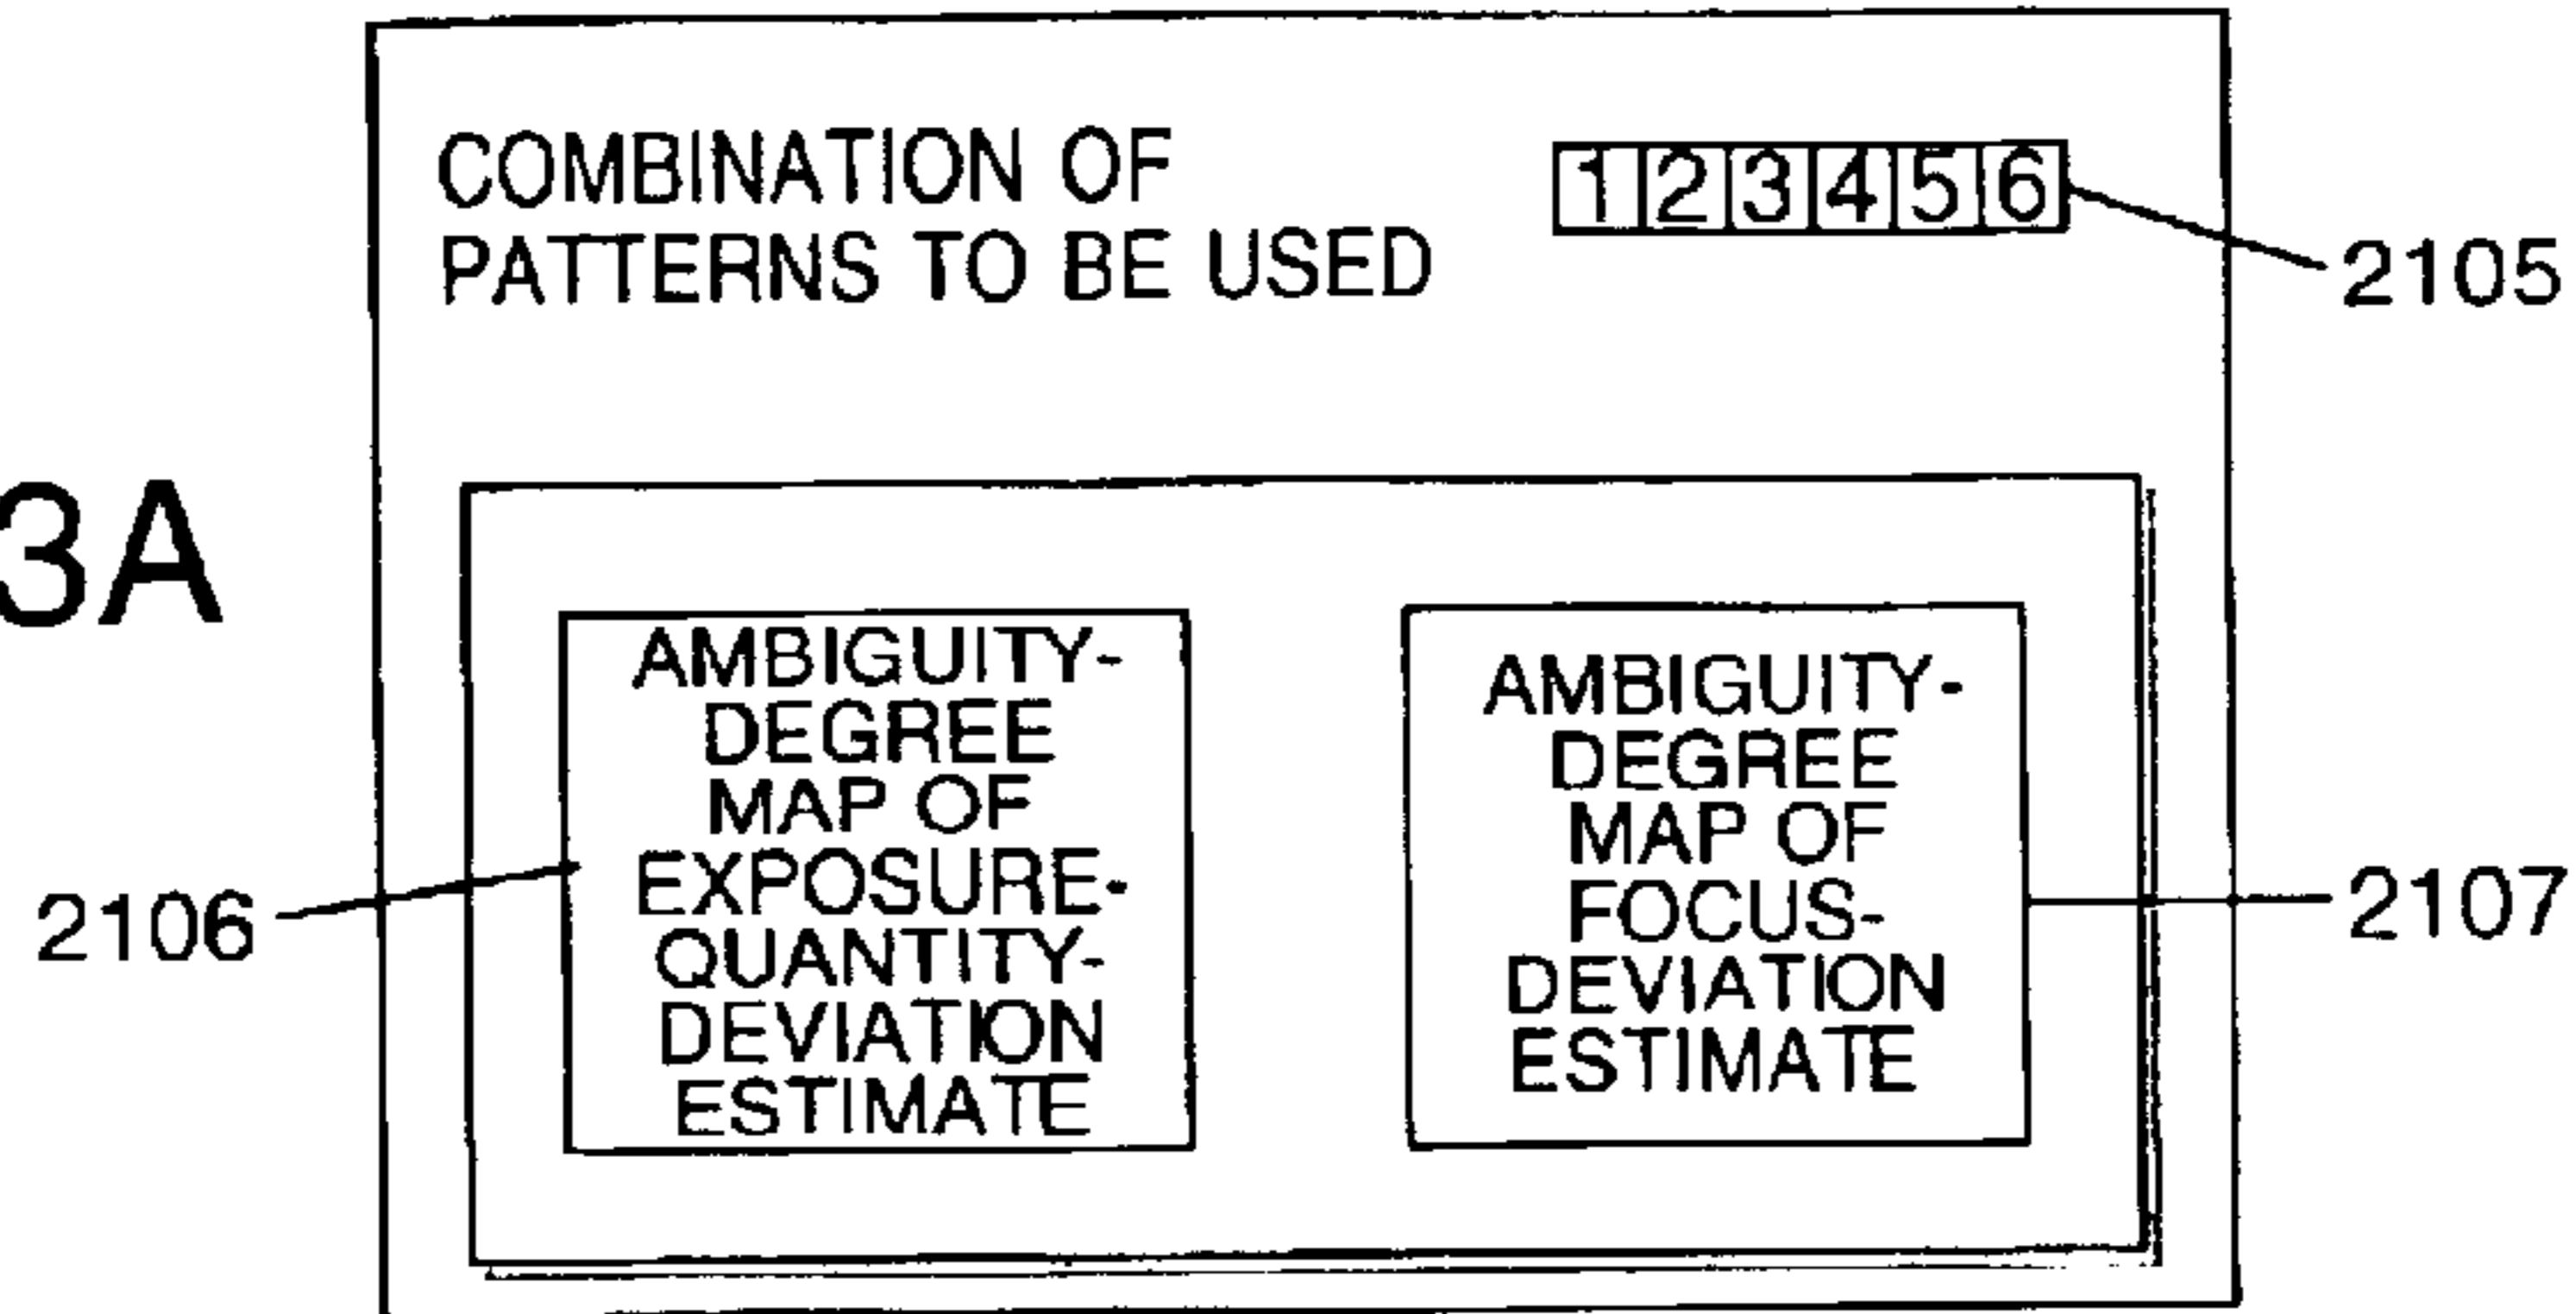 COMBINATION OF
PATTERNS TO BE USED
1 2 3 4 5 6
2105
3A
AMBIGUITY-
DEGREE
MAP OF
EXPOSURE-
QUANTITY-
DEVIATION
ESTIMATE
2106
AMBIGUITY-
DEGREE
MAP OF
FOCUS-
DEVIATION
ESTIMATE
2107